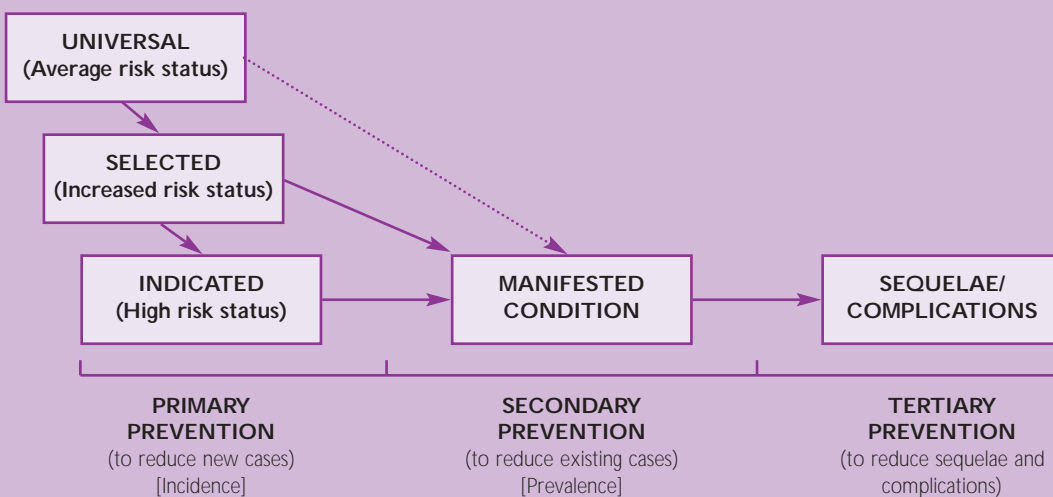 UNIVERSAL
(Average risk status)
SELECTED
(Increased risk status)
INDICATED
(High risk status)
MANIFESTED
CONDITION
SEQUELAE/
COMPLICATIONS
PRIMARY
PREVENTION
(to reduce new cases)
[Incidence]
SECONDARY
PREVENTION
(to reduce existing cases)
[Prevalence]
TERTIARY
PREVENTION
(to reduce sequelae and
complications)